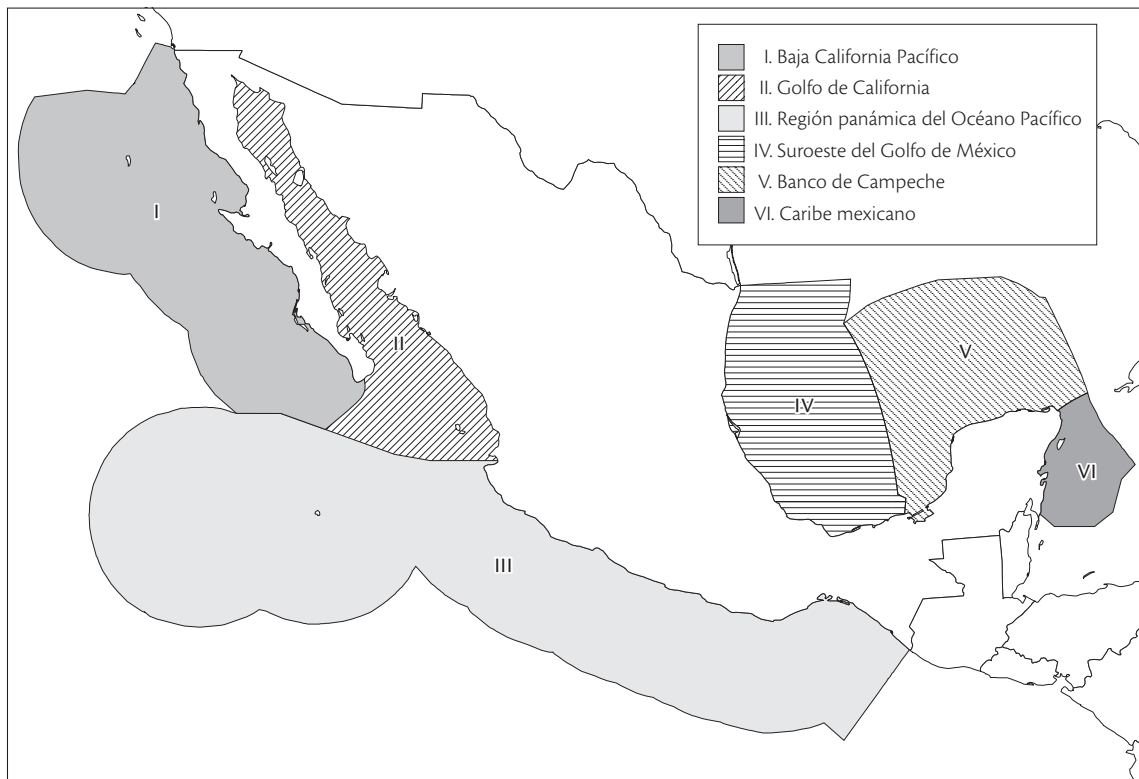 I. Baja California Pacífico
II. Golfo de California
III. Región panámica del Océano Pacífico
IV. Suroeste del Golfo de México
V. Banco de Campeche
VI. Caribe mexicano
I
II
V
IV
VI
III